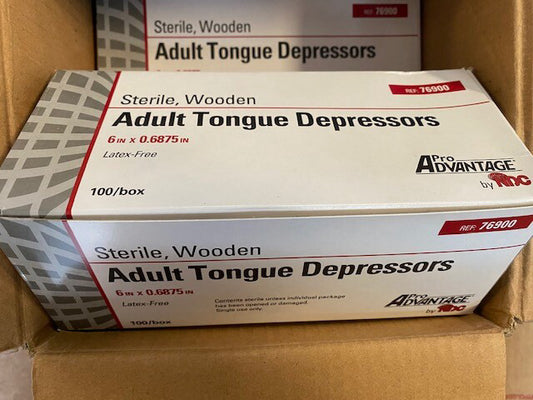 REF: 76900
Sterile, Wooden
Adult Tongue Depressors
REF: 76900
Sterile, Wooden
Adult Tongue Depressors
6 IN x 0.6875 IN
Latex-Free
Pro
ADVANTAGE
by NDC
100/box
REF: 76900
Sterile, Wooden
Adult Tongue Depressors
6 IN x 0.6875 IN
Latex-Free
Contents sterile unless individual package
has been opened or damaged.
Single use only.
Pro
ADVANTAGE
by NDC
100/box